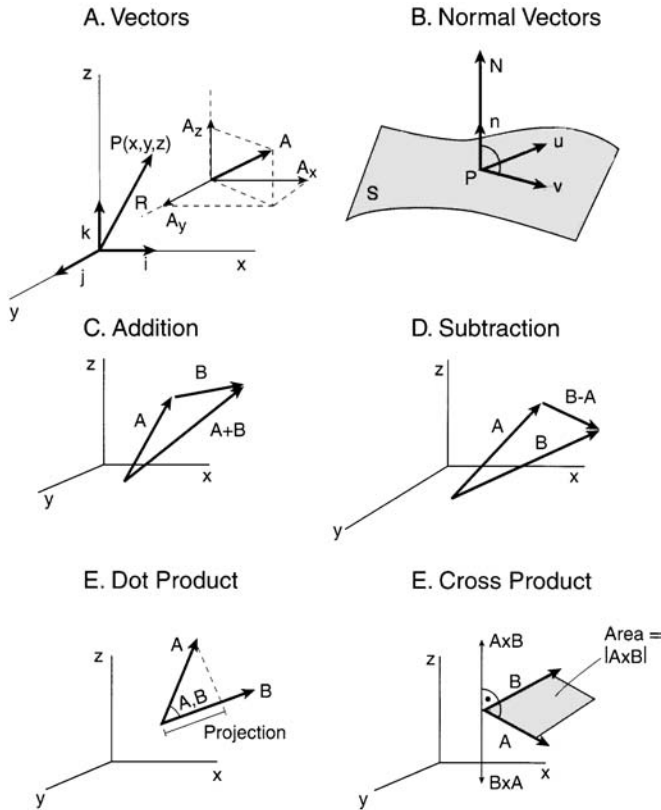 A. Vectors
B. Normal Vectors
z
P(x,y,z)
A_z
A
A_x
R
A_y
k
i
j
x
y
N
n
u
P
v
S
C. Addition
D. Subtraction
z
B
A
A+B
x
y
z
B-A
A
B
x
y
E. Dot Product
E. Cross Product
z
A
A,B
B
Projection
x
y
z
AxB
Area =
|AxB|
B
A
BxA
x
y